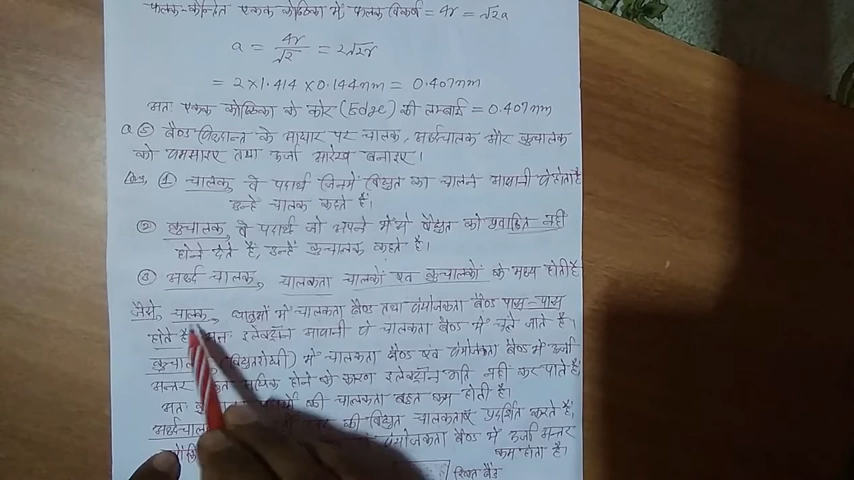 फलक-केन्द्रित एकक कोष्ठिका में, फलक विकर्ण = 4r = √2a
a = 4r/√2 = 2√2r
= 2×1.414×0.144nm = 0.407nm
अतः एकक कोष्ठिका के कोर (Edge) की लम्बाई = 0.407nm
Q ⑤ बैण्ड सिद्धान्त के आधार पर चालक, अर्द्धचालक और कुचालक
को समझाइए तथा ऊर्जा आरेख बनाइए।
Ans, ① चालक, वे पदार्थ जिनमें विद्युत का चालन आसानी से होता है
उन्हें चालक कहते हैं।
② कुचालक, वे पदार्थ जो अपने में से वैद्युत को प्रवाहित नहीं
होने देते हैं, उन्हें कुचालक कहते हैं।
③ अर्द्ध चालक, चालकता चालकों एवं कुचालकों के मध्य होती है
जैसे, चालक, धातुओं में चालकता बैण्ड तथा संयोजकता बैण्ड पास-पास
होते हैं इलेक्ट्रॉन आसानी से चालकता बैण्ड में चले जाते हैं।
(विद्युतरोधी) में चालकता बैण्ड एवं संयोजकता बैण्ड में ऊर्जा
अन्तर अधिक होने के कारण इलेक्ट्रॉन गति नहीं कर पाते हैं,
अतः की चालकता बहुत कम होती है।
अर्द्धचालक की विद्युत चालकताएं प्रदर्शित करते हैं,
संयोजकता बैण्ड में ऊर्जा अन्तर
कम होता है।
रिक्त बैंड